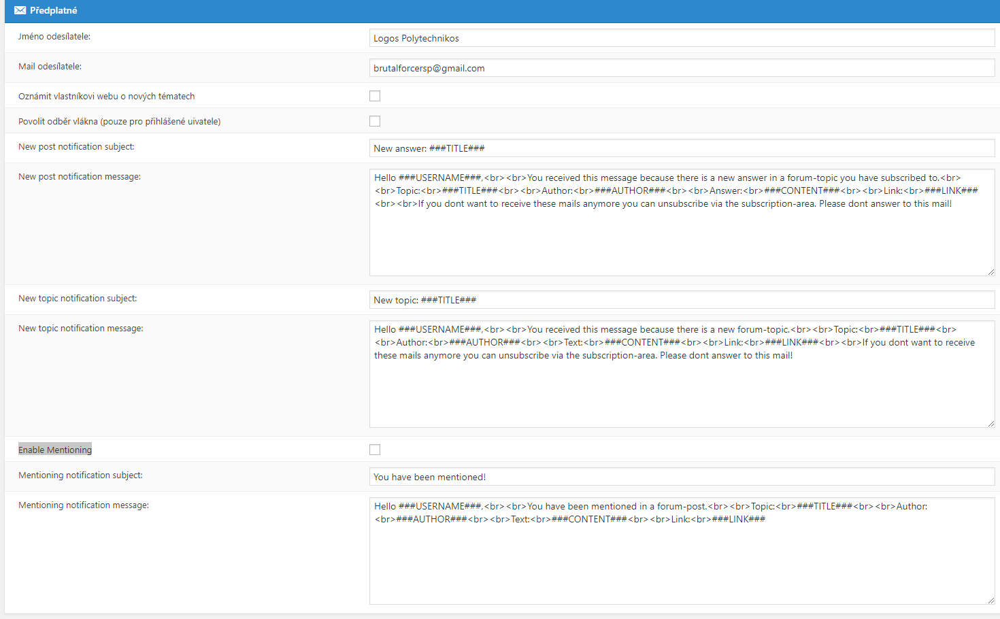 Předplatné
Jméno odesílatele:
Logos Polytechnikos
Mail odesílatele:
brutalforcersp@gmail.com
Oznámit vlastníkovi webu o nových tématech
Povolit odběr vlákna (pouze pro přihlášené uivatele)
New post notification subject:
New answer: ###TITLE###
New post notification message:
Hello ###USERNAME###,<br><br>You received this message because there is a new answer in a forum-topic you have subscribed to.<br>
<br>Topic:<br>###TITLE###<br><br>Author:<br>###AUTHOR###<br><br>Answer:<br>###CONTENT###<br><br>Link:<br>###LINK###
<br><br>If you dont want to receive these mails anymore you can unsubscribe via the subscription-area. Please dont answer to this mail!
New topic notification subject:
New topic: ###TITLE###
New topic notification message:
Hello ###USERNAME###,<br><br>You received this message because there is a new forum-topic.<br><br>Topic:<br>###TITLE###<br>
<br>Author:<br>###AUTHOR###<br><br>Text:<br>###CONTENT###<br><br>Link:<br>###LINK###<br><br>If you dont want to receive
these mails anymore you can unsubscribe via the subscription-area. Please dont answer to this mail!
Enable Mentioning
Mentioning notification subject:
You have been mentioned!
Mentioning notification message:
Hello ###USERNAME###,<br><br>You have been mentioned in a forum-post.<br><br>Topic:<br>###TITLE###<br><br>Author:
<br>###AUTHOR###<br><br>Text:<br>###CONTENT###<br><br>Link:<br>###LINK###